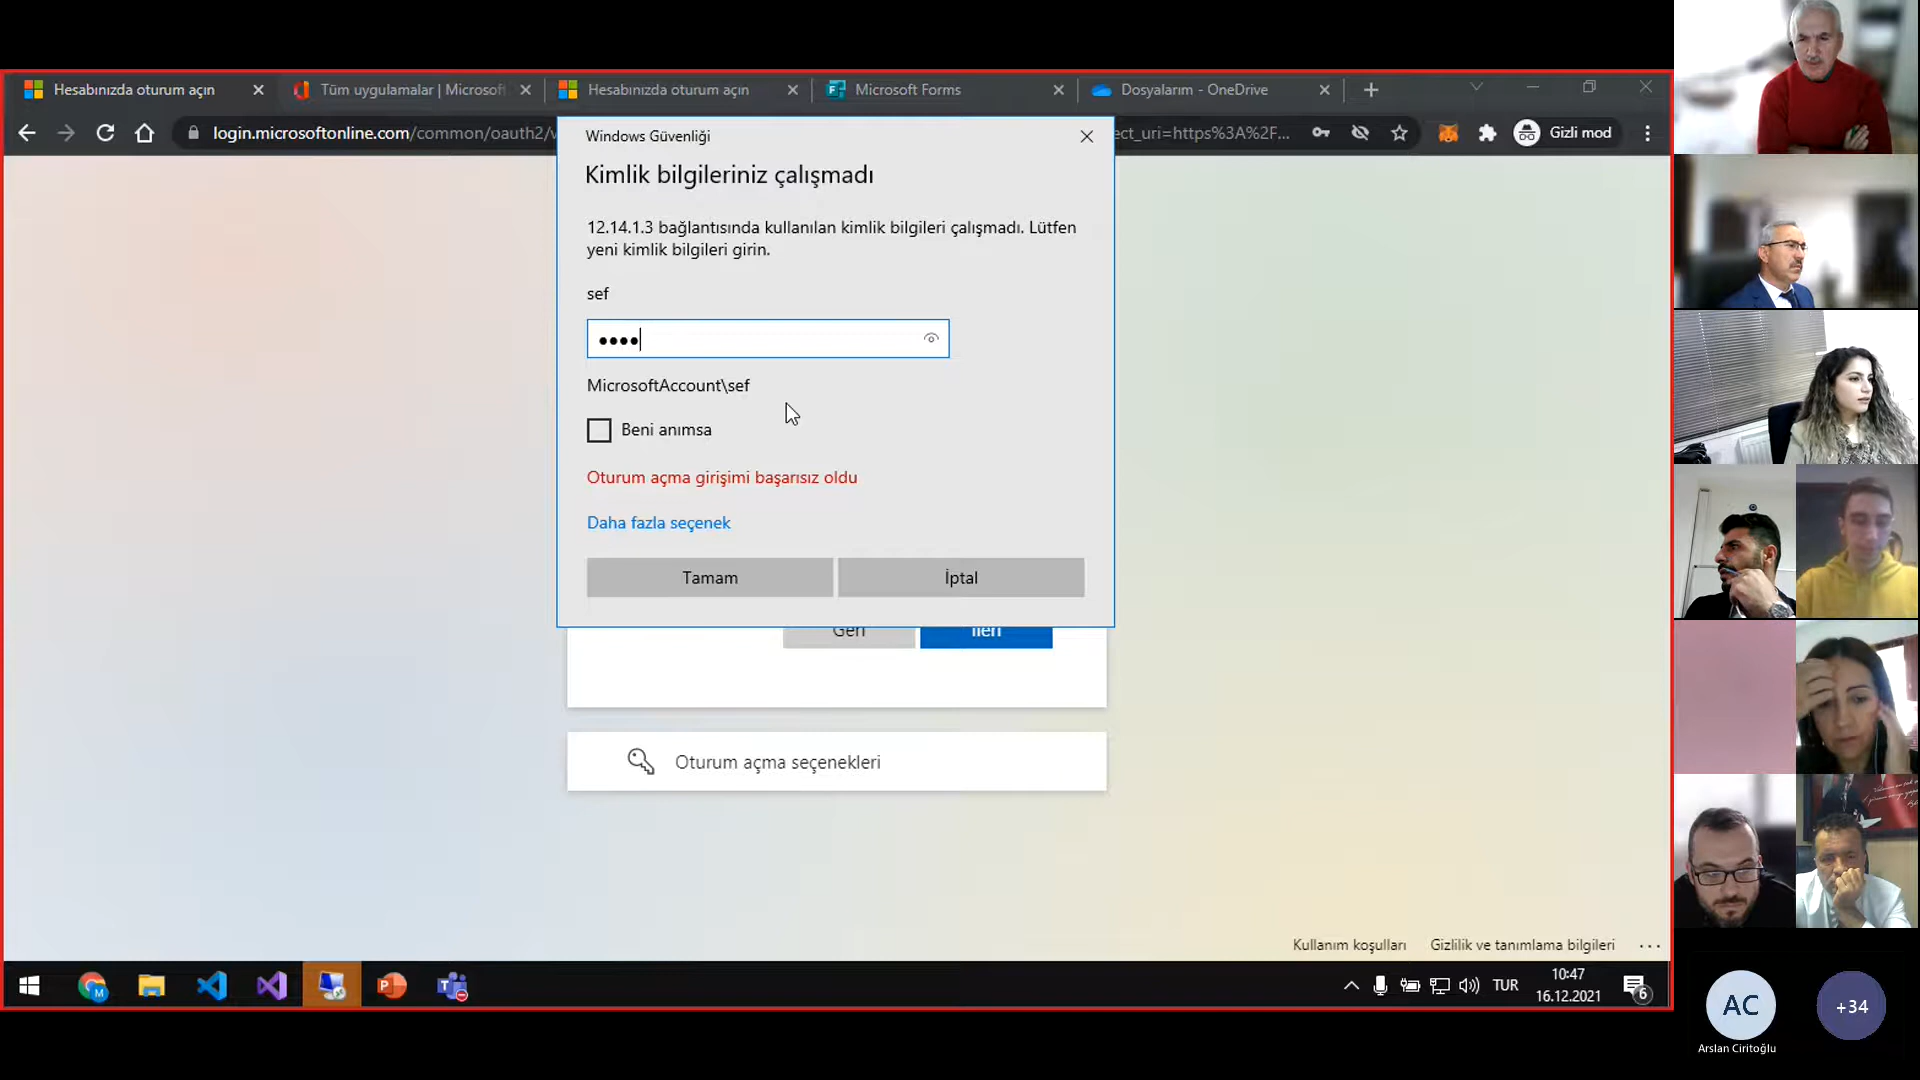 Hesabınızda oturum açın
Tüm uygulamalar | Microsoft
Hesabınızda oturum açın
Microsoft Forms
Dosyalarım - OneDrive
login.microsoftonline.com/common/oauth2/v
ect_uri=https%3A%2F...
Gizli mod
Windows Güvenliği
Kimlik bilgileriniz çalışmadı
12.14.1.3 bağlantısında kullanılan kimlik bilgileri çalışmadı. Lütfen
yeni kimlik bilgileri girin.
sef
••••
MicrosoftAccount\sef
Beni anımsa
Oturum açma girişimi başarısız oldu
Daha fazla seçenek
Tamam
İptal
Geri
İleri
Oturum açma seçenekleri
Kullanım koşulları
Gizlilik ve tanımlama bilgileri
...
TUR
10:47
16.12.2021
6
AC
Arslan Ciritoğlu
+34